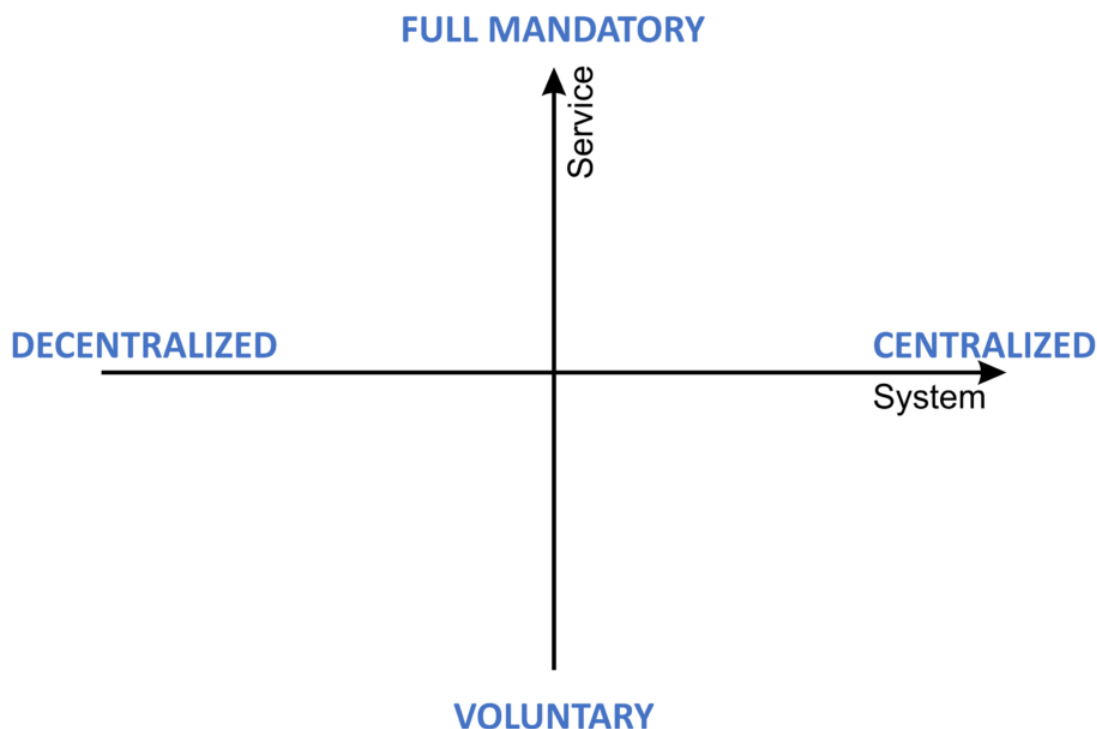 FULL MANDATORY
Service
DECENTRALIZED
CENTRALIZED
System
VOLUNTARY